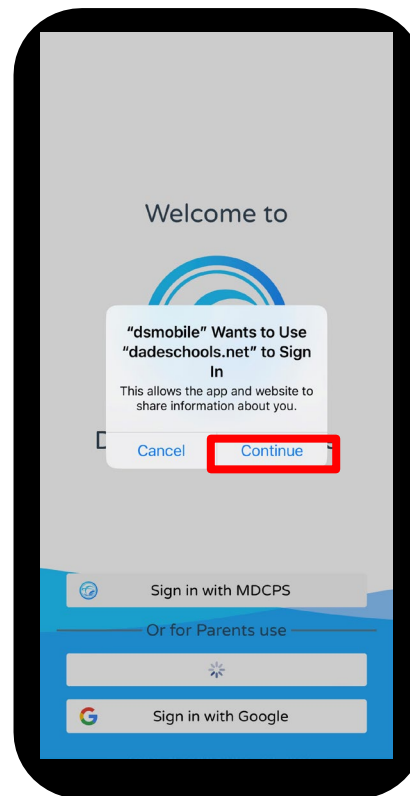 Welcome to
"dsmobile" Wants to Use
"dadeschools.net" to Sign
In
This allows the app and website to
share information about you.
Cancel Continue
Sign in with MDCPS
Or for Parents use
Sign in with Google